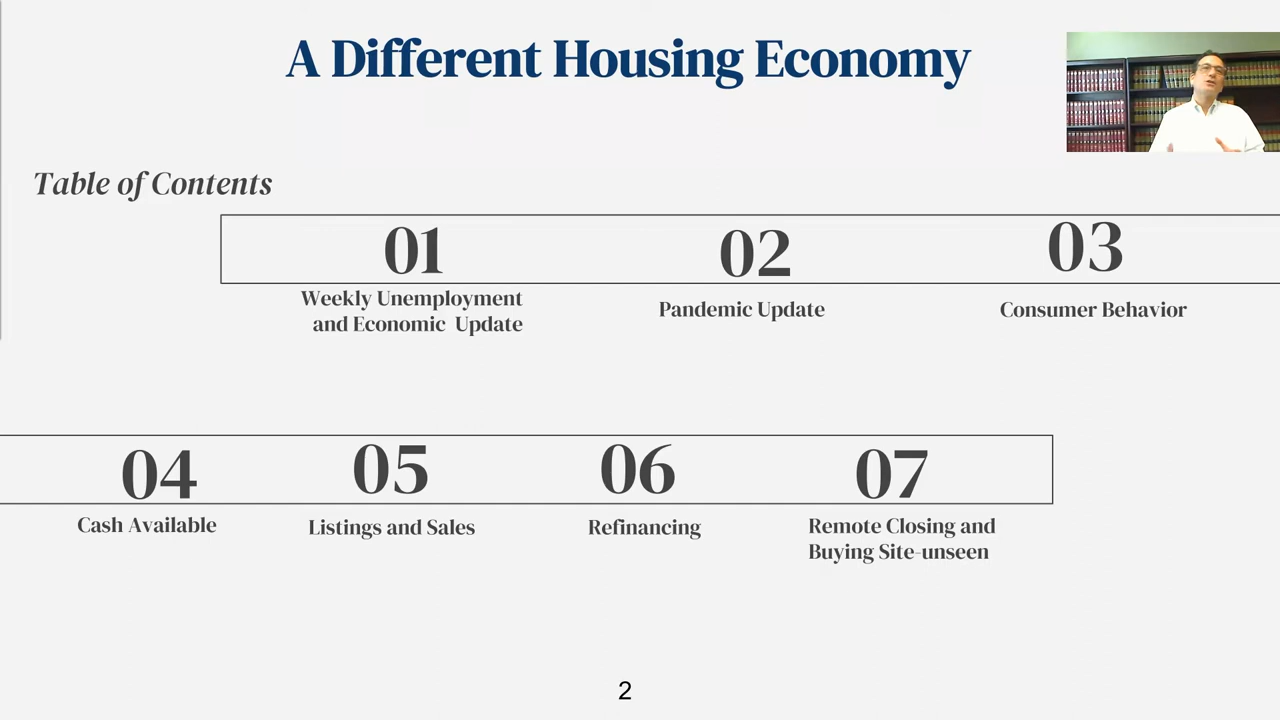 A Different Housing Economy
Table of Contents
01
02
03
Weekly Unemployment
and Economic Update
Pandemic Update
Consumer Behavior
04
05
06
07
Cash Available
Listings and Sales
Refinancing
Remote Closing and
Buying Site-unseen
2